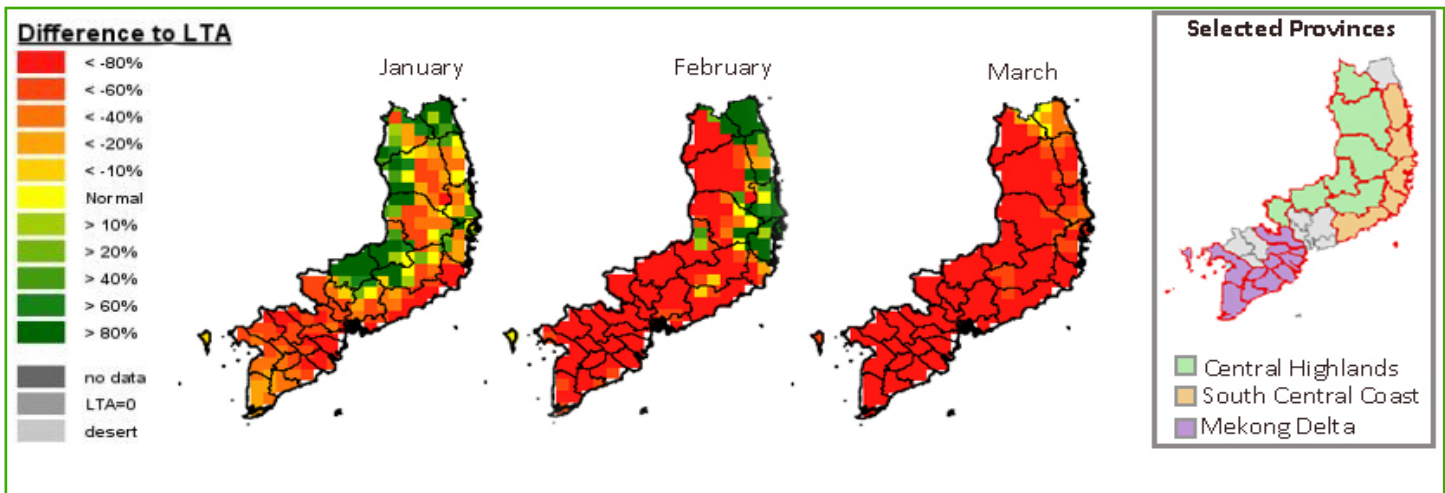 Difference to LTA
< -80%
< -60%
< -40%
< -20%
< -10%
Normal
> 10%
> 20%
> 40%
> 60%
> 80%
no data
LTA=0
desert
January
February
March
Selected Provinces
Central Highlands
South Central Coast
Mekong Delta